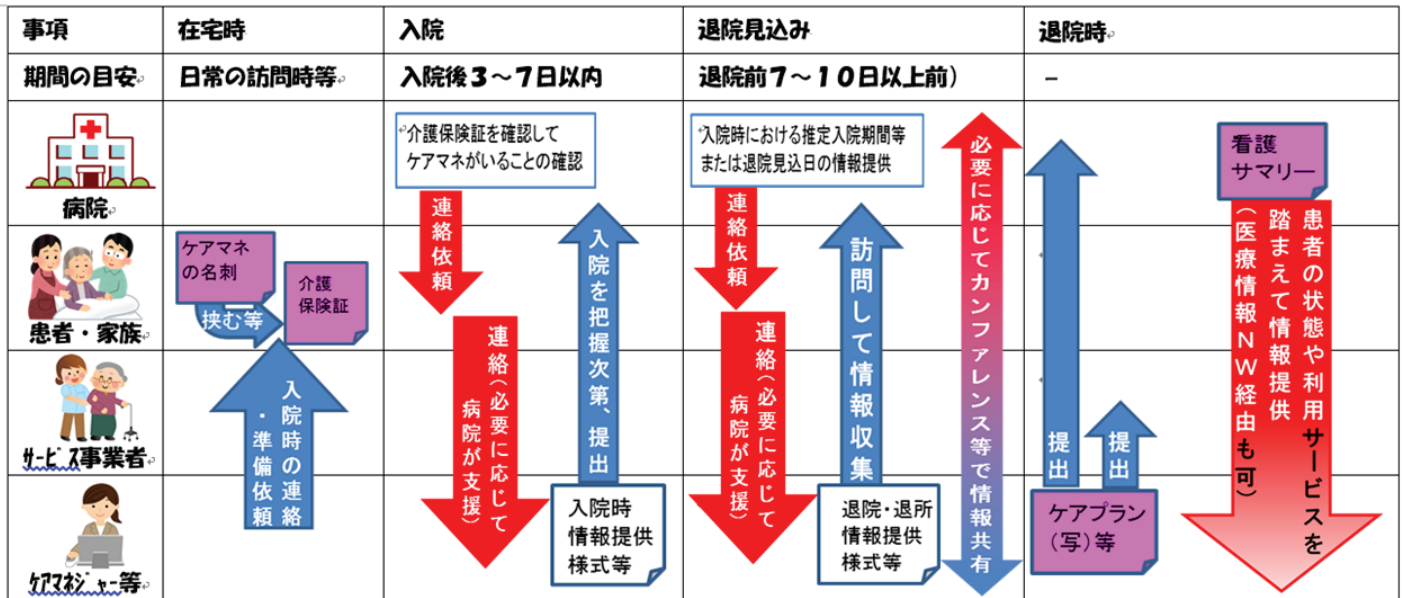 事項
在宅時
入院
退院見込み
退院時
期間の目安
日常の訪問時等
入院後3～7日以内
退院前7～10日以上前)
－
病院
介護保険証を確認して
ケアマネがいることの確認
入院時における推定入院期間等
または退院見込日の情報提供
看護
サマリー
患者・家族
ケアマネ
の名刺
介護
保険証
挟む等
連絡依頼
連絡依頼
サービス事業者
入院時の連絡
・準備依頼
連絡(必要に応じて
病院が支援)
入院を把握次第、提出
連絡(必要に応じて
病院が支援)
訪問して情報収集
必要に応じてカンファレンス等で情報共有
提出
提出
患者の状態や利用サービスを
踏まえて情報提供
(医療情報NW経由も可)
ケアマネジャー等
入院時
情報提供
様式等
退院・退所
情報提供
様式等
ケアプラン
(写)等